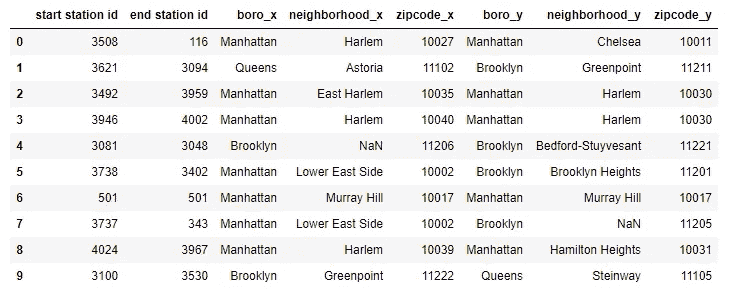 start station id end station id boro_x neighborhood_x zipcode_x boro_y neighborhood_y zipcode_y
0 3508 116 Manhattan Harlem 10027 Manhattan Chelsea 10011
1 3621 3094 Queens Astoria 11102 Brooklyn Greenpoint 11211
2 3492 3959 Manhattan East Harlem 10035 Manhattan Harlem 10030
3 3946 4002 Manhattan Harlem 10040 Manhattan Harlem 10030
4 3081 3048 Brooklyn NaN 11206 Brooklyn Bedford-Stuyvesant 11221
5 3738 3402 Manhattan Lower East Side 10002 Brooklyn Brooklyn Heights 11201
6 501 501 Manhattan Murray Hill 10017 Manhattan Murray Hill 10017
7 3737 343 Manhattan Lower East Side 10002 Brooklyn NaN 11205
8 4024 3967 Manhattan Harlem 10039 Manhattan Hamilton Heights 10031
9 3100 3530 Brooklyn Greenpoint 11222 Queens Steinway 11105